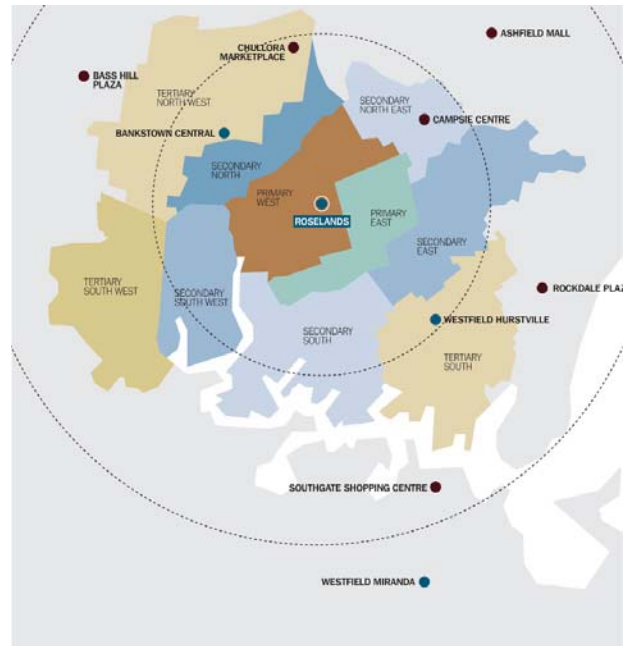 ASHFIELD MALL
CHULLORA
MARKETPLACE
BASS HILL
PLAZA
TERTIARY
NORTH WEST
SECONDARY
NORTH EAST
CAMPSIE CENTRE
BANKSTOWN CENTRAL
SECONDARY
NORTH
PRIMARY
WEST
ROSELANDS
PRIMARY
EAST
SECONDARY
EAST
TERTIARY
SOUTH WEST
SECONDARY
SOUTH WEST
ROCKDALE PLAZ
WESTFIELD HURSTVILLE
SECONDARY
SOUTH
TERTIARY
SOUTH
SOUTHGATE SHOPPING CENTRE
WESTFIELD MIRANDA